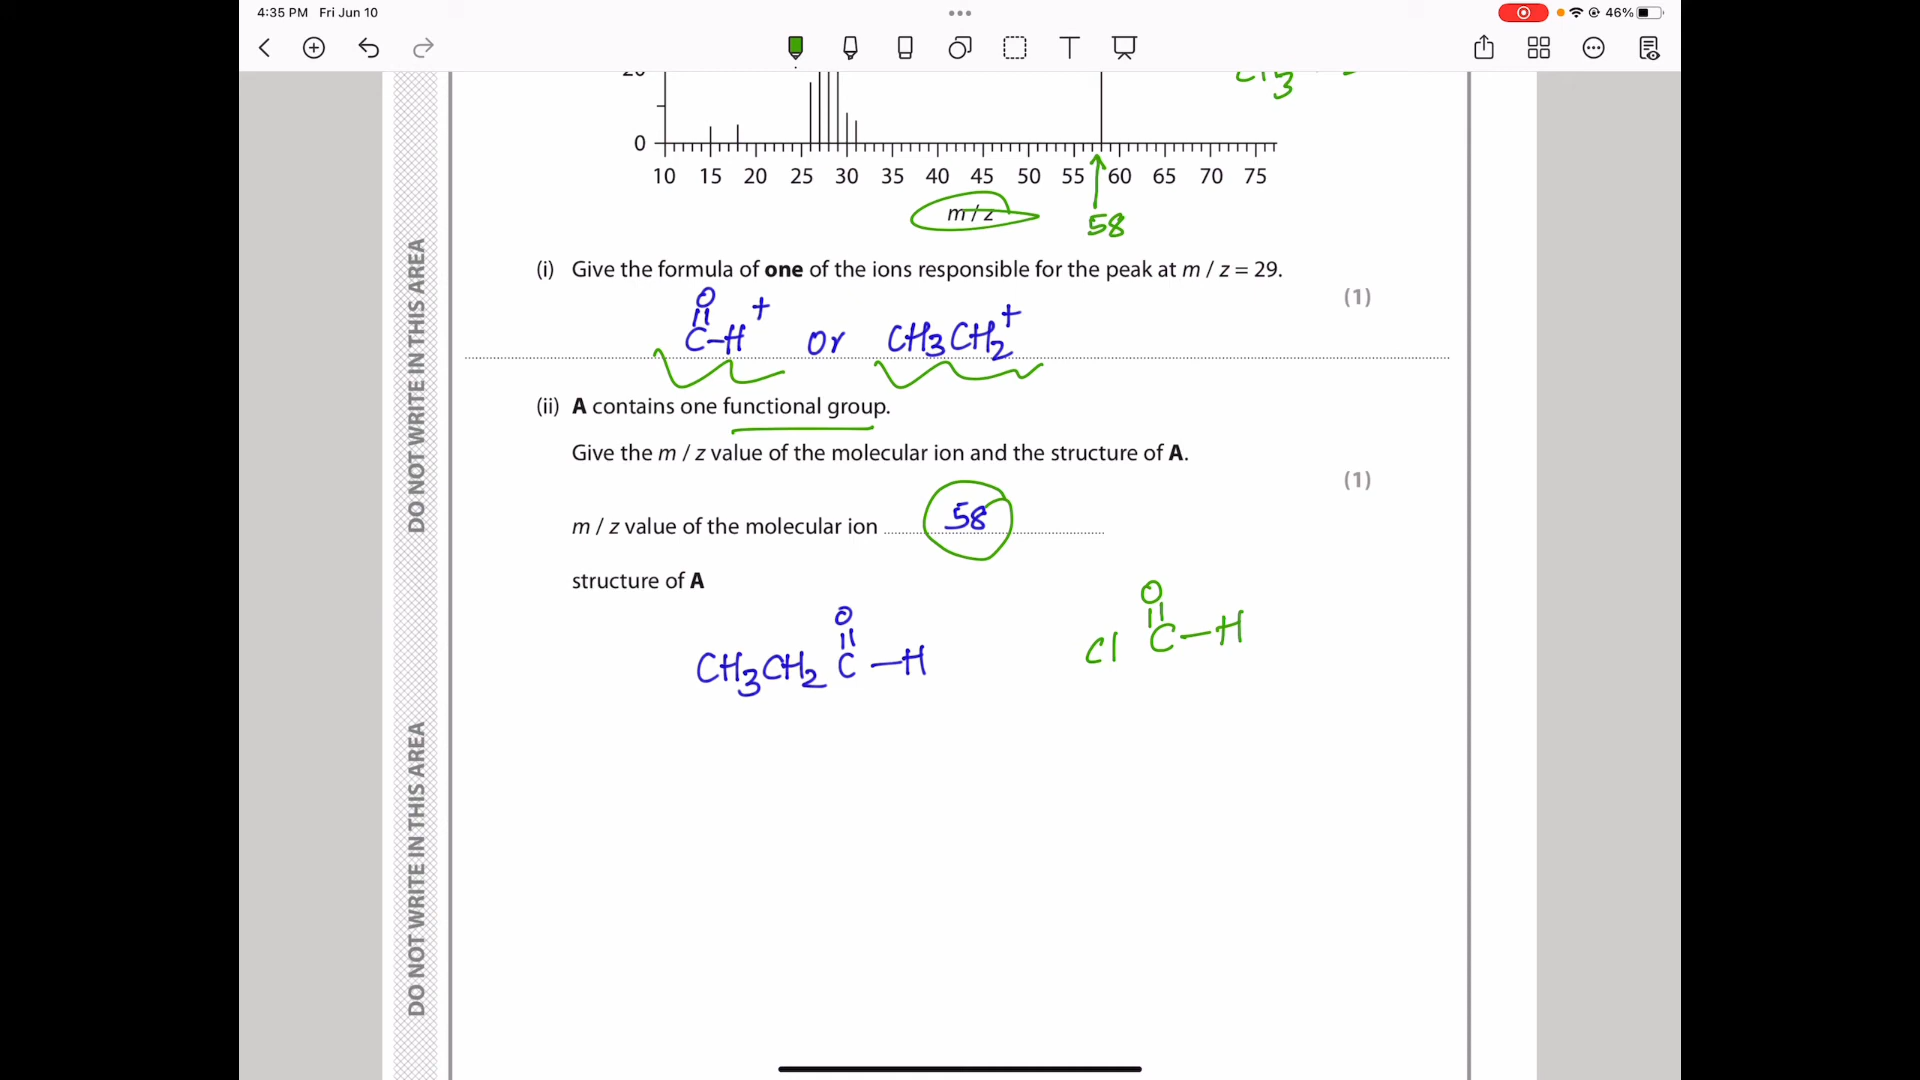 4:35 PM Fri Jun 10
46%
0
10 15 20 25 30 35 40 45 50 55 60 65 70 75
m / z
58
(i) Give the formula of one of the ions responsible for the peak at m / z = 29.
(1)
O
C-H+ or CH3CH2+
(ii) A contains one functional group.
Give the m / z value of the molecular ion and the structure of A.
(1)
m / z value of the molecular ion 58
structure of A
O
CH3CH2 C-H
O
Cl C-H
DO NOT WRITE IN THIS AREA
DO NOT WRITE IN THIS AREA